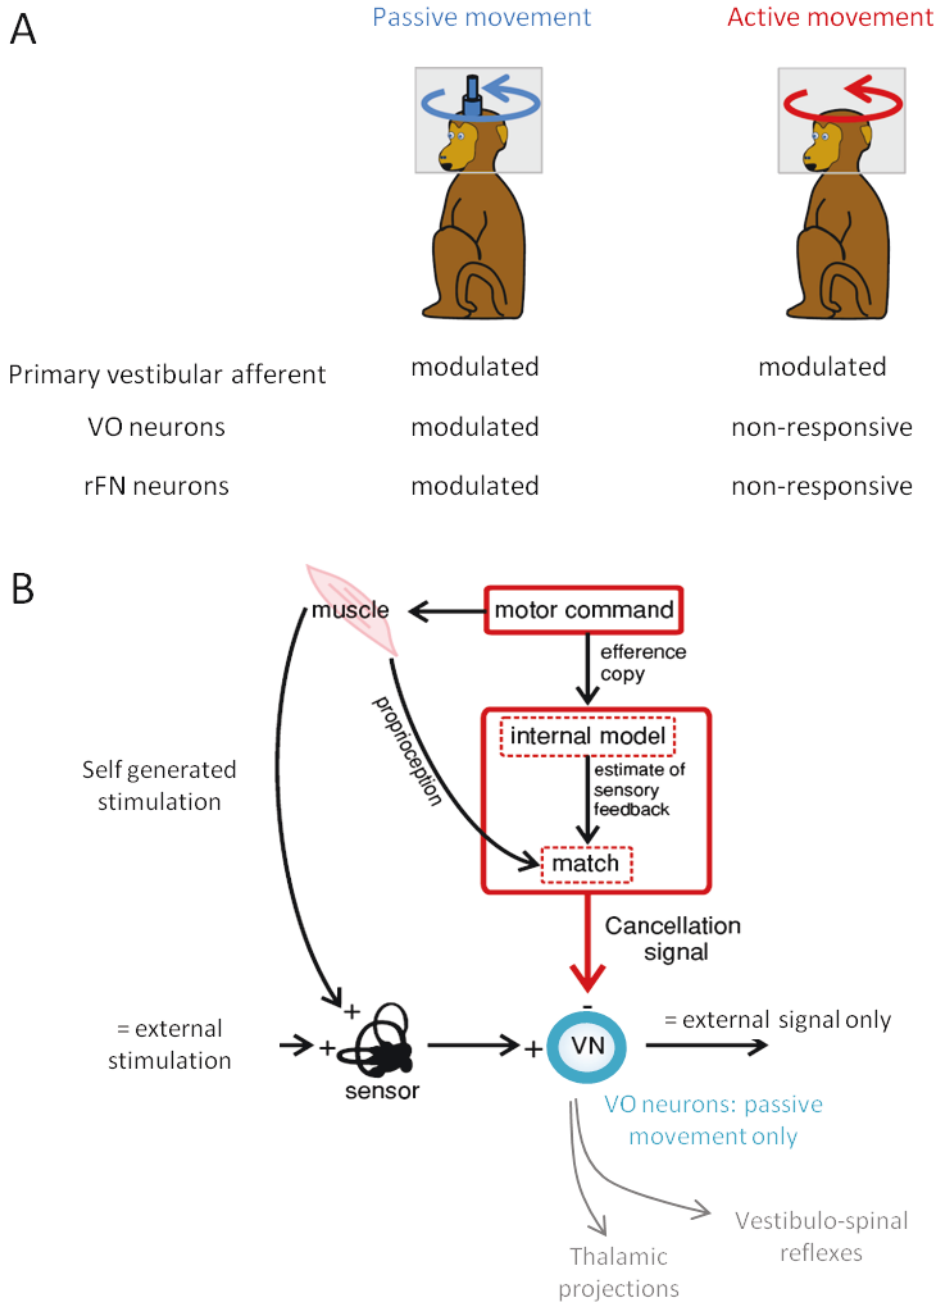 A
Passive movement
Active movement
Primary vestibular afferent
modulated
modulated
VO neurons
modulated
non-responsive
rFN neurons
modulated
non-responsive
B
muscle
motor command
efference
copy
internal model
estimate of
sensory
feedback
proprioception
match
Self generated
stimulation
Cancellation
signal
+
-
= external
stimulation
+
sensor
+
VN
= external signal only
VO neurons: passive
movement only
Vestibulo-spinal
reflexes
Thalamic
projections